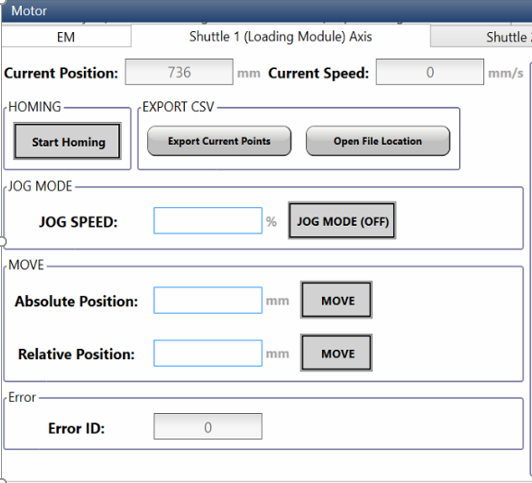 Motor
EM Shuttle 1 (Loading Module) Axis Shuttle
Current Position: 736 mm Current Speed: 0 mm/s
HOMING EXPORT CSV
Start Homing Export Current Points Open File Location
JOG MODE
JOG SPEED: % JOG MODE (OFF)
MOVE
Absolute Position: mm MOVE
Relative Position: mm MOVE
Error
Error ID: 0